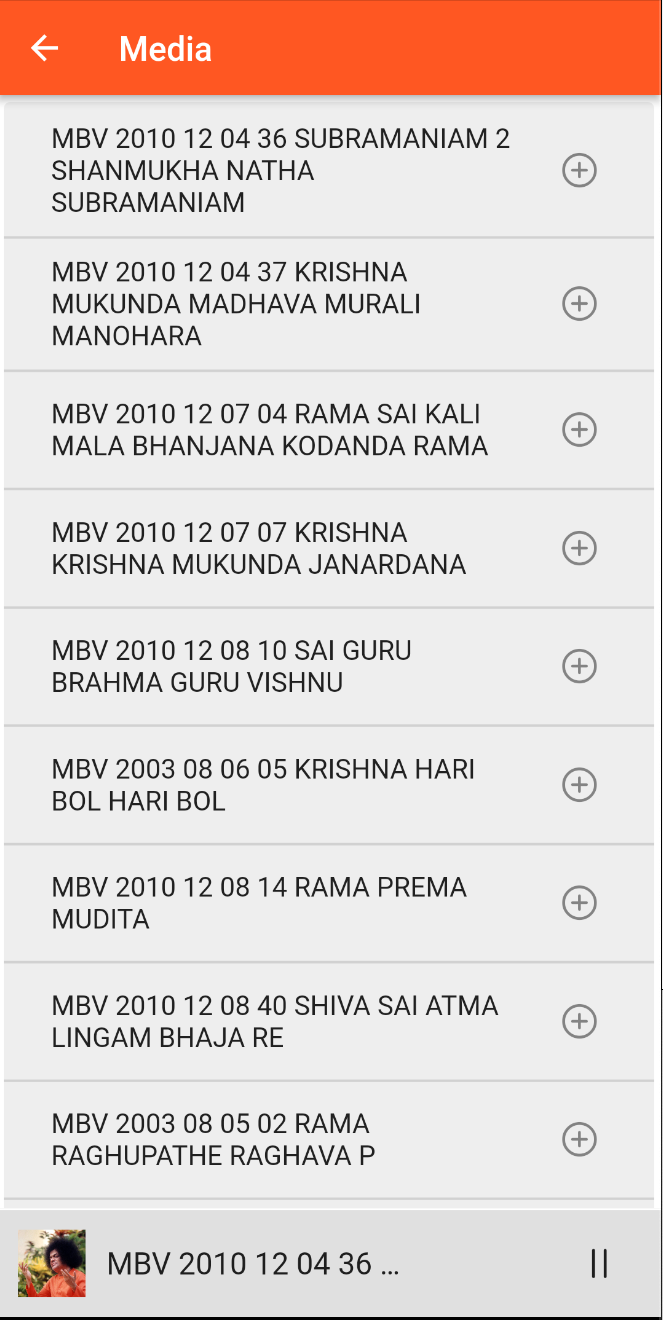 Media
MBV 2010 12 04 36 SUBRAMANIAM 2
SHANMUKHA NATHA
SUBRAMANIAM
MBV 2010 12 04 37 KRISHNA
MUKUNDA MADHAVA MURALI
MANOHARA
MBV 2010 12 07 04 RAMA SAI KALI
MALA BHANJANA KODANDA RAMA
MBV 2010 12 07 07 KRISHNA
KRISHNA MUKUNDA JANARDANA
MBV 2010 12 08 10 SAI GURU
BRAHMA GURU VISHNU
MBV 2003 08 06 05 KRISHNA HARI
BOL HARI BOL
MBV 2010 12 08 14 RAMA PREMA
MUDITA
MBV 2010 12 08 40 SHIVA SAI ATMA
LINGAM BHAJA RE
MBV 2003 08 05 02 RAMA
RAGHUPATHE RAGHAVA P
MBV 2010 12 04 36 ...